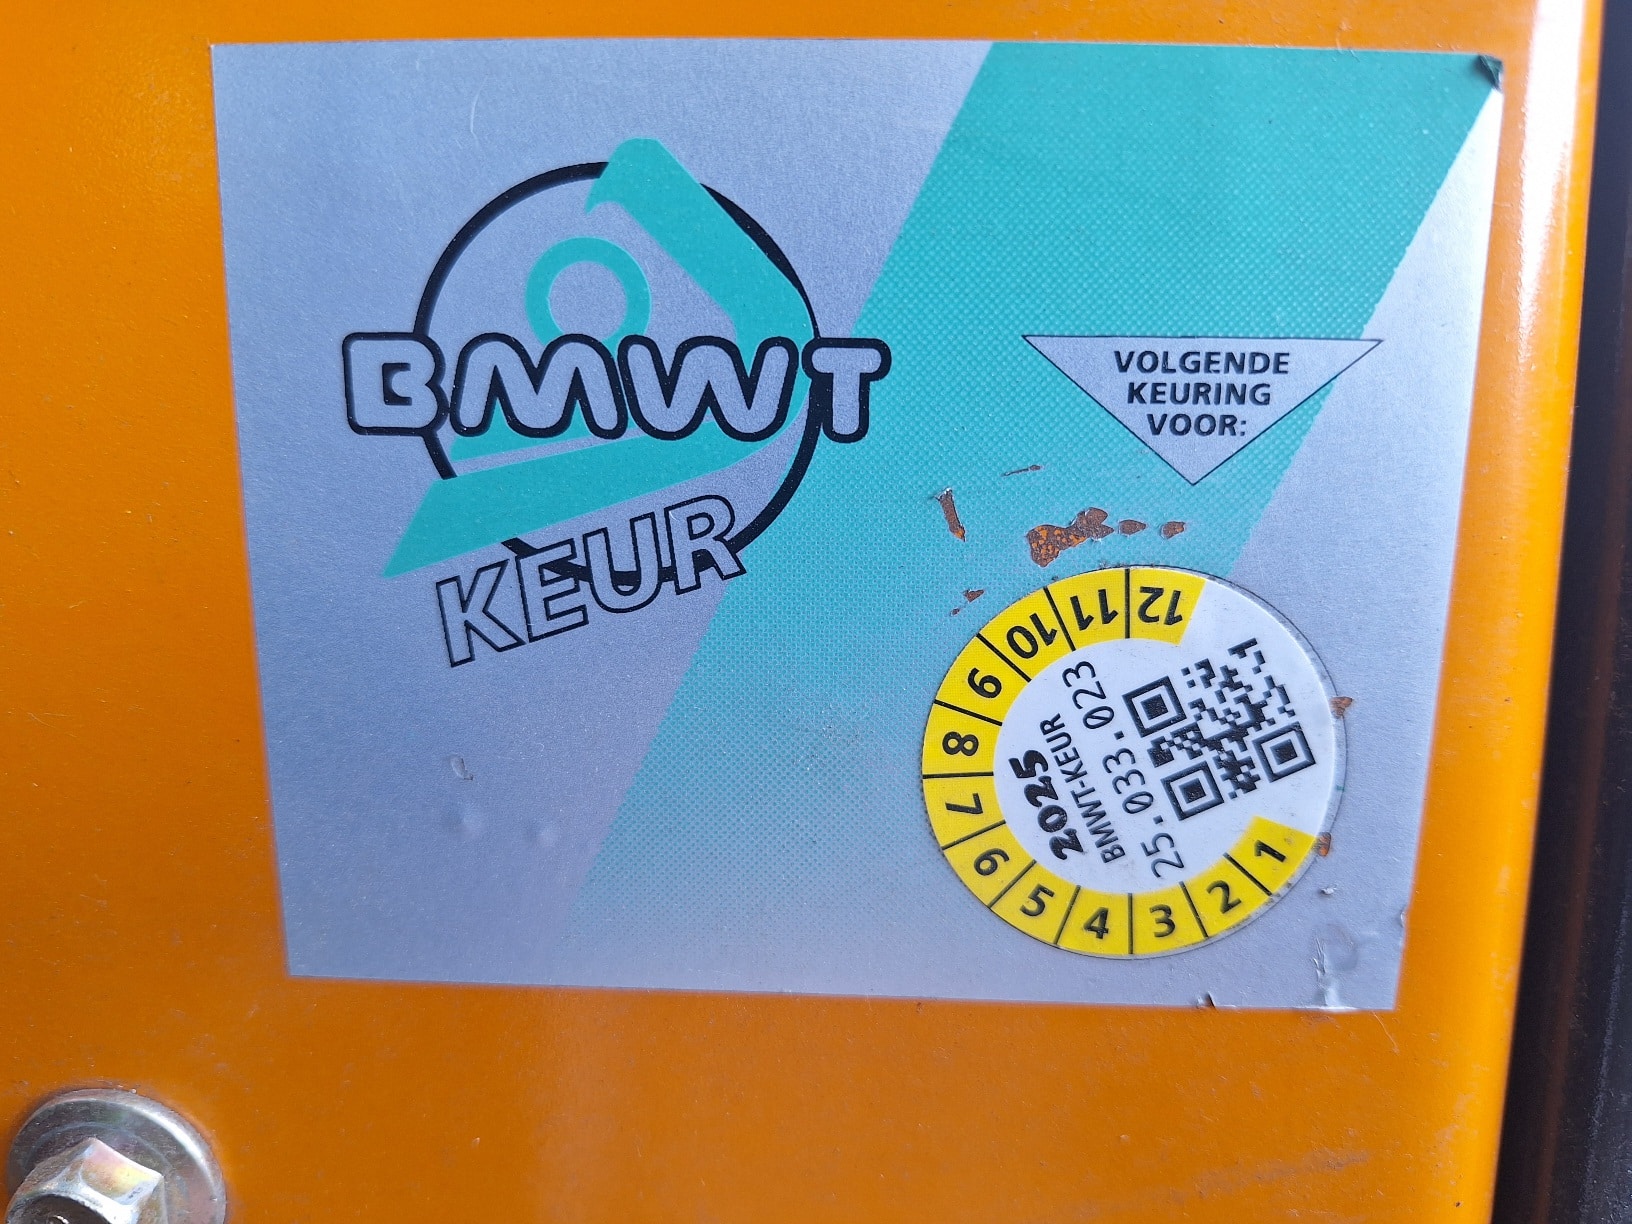 BMWT
KEUR
VOLGENDE
KEURING
VOOR:
1 2 3 4 5 6 7 8 9 10 11 12
2025
BMWT-KEUR
25.033.023